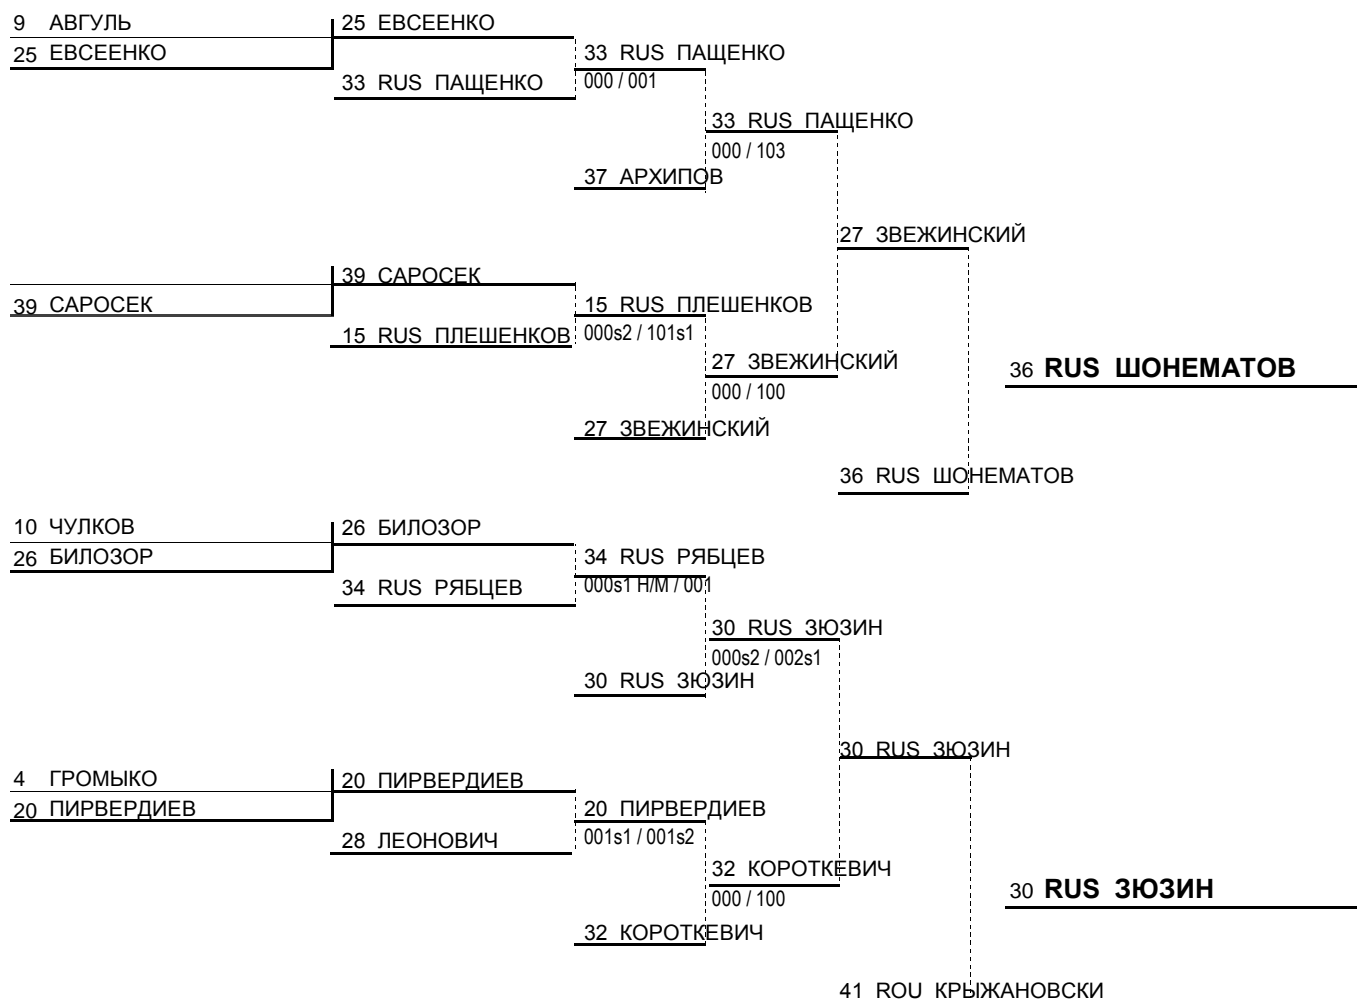 9 АВГУЛЬ
25 ЕВСЕЕНКО
25 ЕВСЕЕНКО
33 RUS ПАЩЕНКО
33 RUS ПАЩЕНКО
000 / 001
33 RUS ПАЩЕНКО
000 / 103
37 АРХИПОВ
27 ЗВЕЖИНСКИЙ
39 САРОСЕК
39 САРОСЕК
15 RUS ПЛЕШЕНКОВ
15 RUS ПЛЕШЕНКОВ
000s2 / 101s1
27 ЗВЕЖИНСКИЙ
000 / 100
36 RUS ШОНЕМАТОВ
27 ЗВЕЖИНСКИЙ
36 RUS ШОНЕМАТОВ
10 ЧУЛКОВ
26 БИЛОЗОР
26 БИЛОЗОР
34 RUS РЯБЦЕВ
34 RUS РЯБЦЕВ
000s1 H/M / 001
30 RUS ЗЮЗИН
000s2 / 002s1
30 RUS ЗЮЗИН
30 RUS ЗЮЗИН
4 ГРОМЫКО
20 ПИРВЕРДИЕВ
20 ПИРВЕРДИЕВ
20 ПИРВЕРДИЕВ
28 ЛЕОНОВИЧ
001s1 / 001s2
32 КОРОТКЕВИЧ
000 / 100
30 RUS ЗЮЗИН
32 КОРОТКЕВИЧ
41 ROU КРЫЖАНОВСКИ